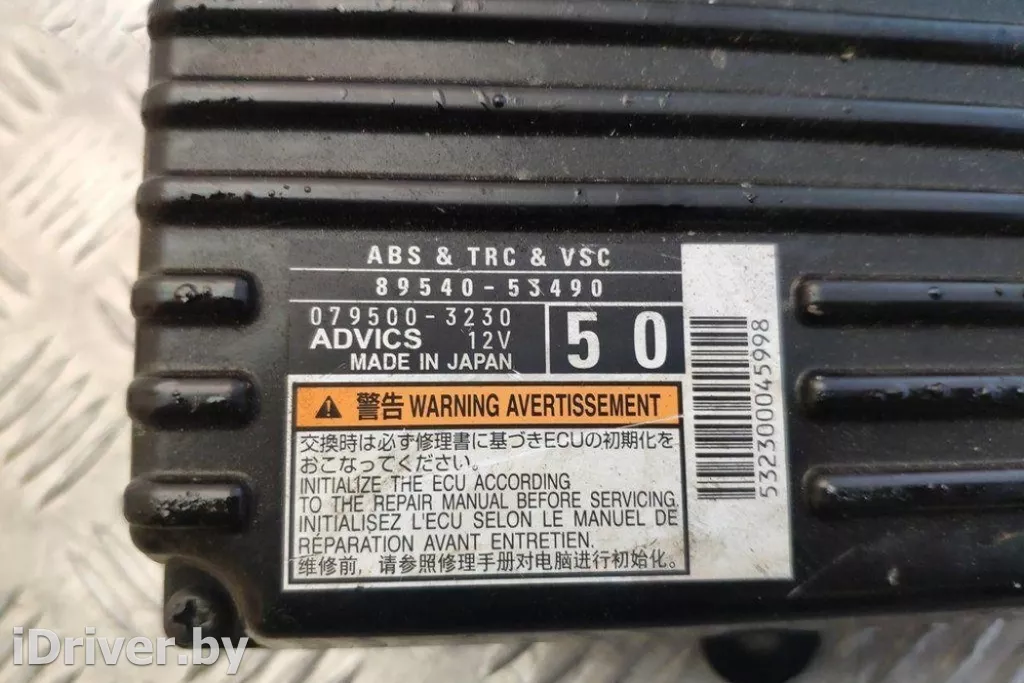 ABS & TRC & VSC
89540-53490
079500-3230
ADVICS 12V
MADE IN JAPAN
50
警告 WARNING AVERTISSEMENT
交換時は必ず修理書に基づきECUの初期化を
おこなってください。
INITIALIZE THE ECU ACCORDING
TO THE REPAIR MANUAL BEFORE SERVICING.
INITIALISEZ L'ECU SELON LE MANUEL DE
RÉPARATION AVANT ENTRETIEN.
维修前，请参照修理手册对电脑进行初始化。
5323000045998
iDriver.by